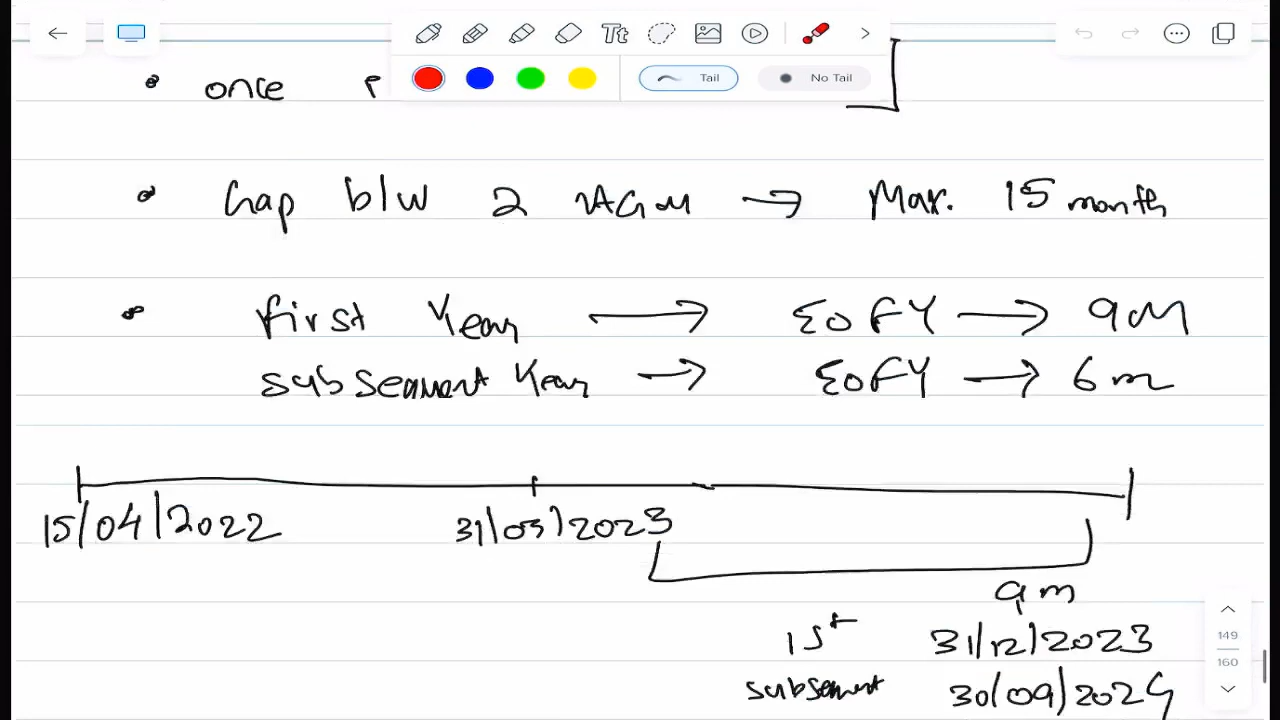 Tt
Tail
No Tail
• once
• Gap b/w 2 AGM → Max. 15 month
• First Year → EOFY → 9M
subsequent Year → EOFY → 6m
15/04/2022 31/03/2023
9m
1st 31/12/2023
subsequent 30/09/2024
149
160